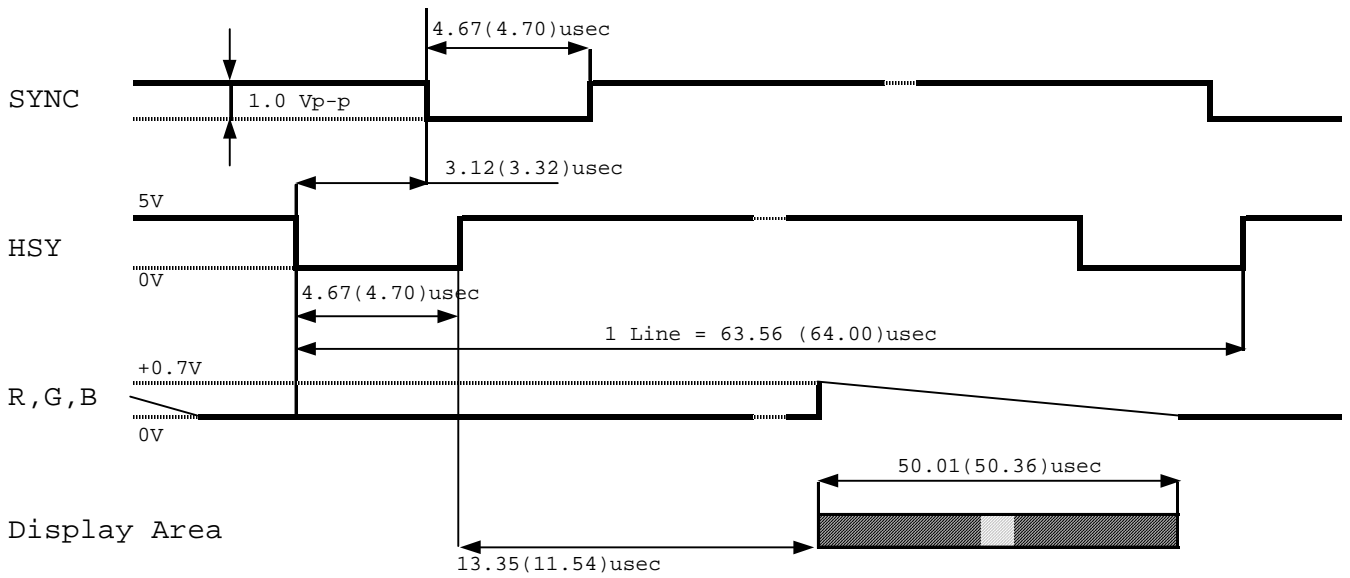 4.67(4.70)usec
SYNC
1.0 Vp-p
3.12(3.32)usec
5V
HSY
0V
4.67(4.70)usec
1 Line = 63.56 (64.00)usec
+0.7V
R,G,B
0V
50.01(50.36)usec
Display Area
13.35(11.54)usec